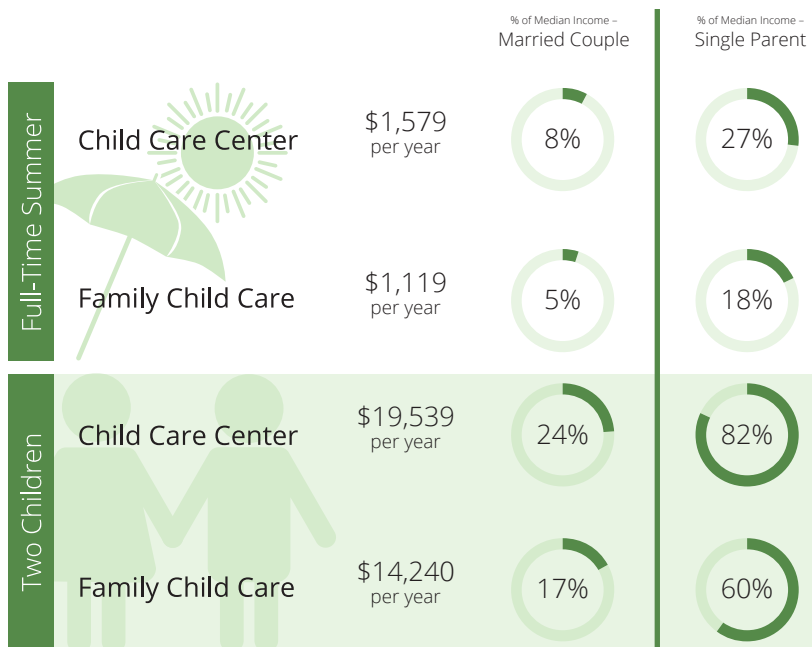 % of Median Income –
Married Couple
% of Median Income –
Single Parent
Full-Time Summer
Child Care Center
$1,579
per year
8%
27%
Family Child Care
$1,119
per year
5%
18%
Two Children
Child Care Center
$19,539
per year
24%
82%
Family Child Care
$14,240
per year
17%
60%